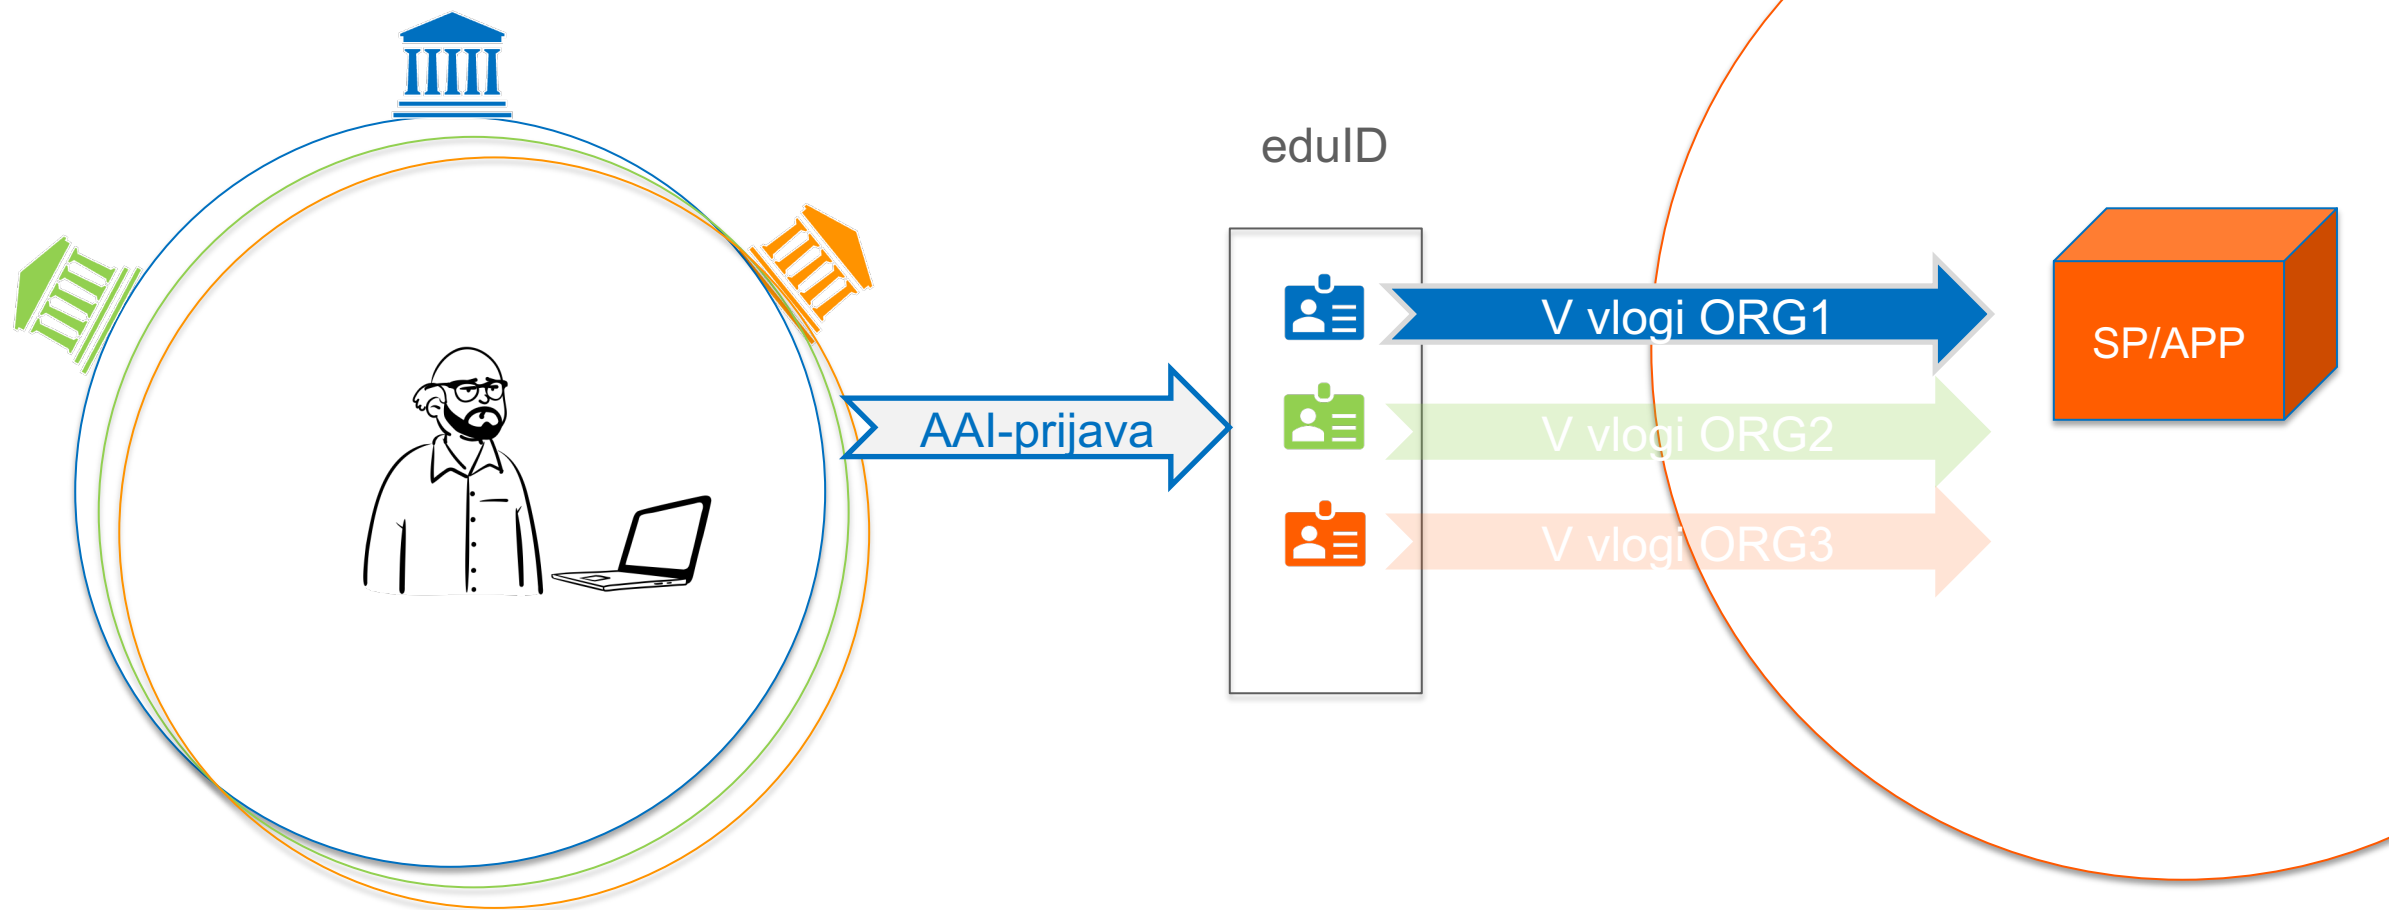 eduID
AAI-prijava
V vlogi ORG1
V vlogi ORG2
V vlogi ORG3
SP/APP